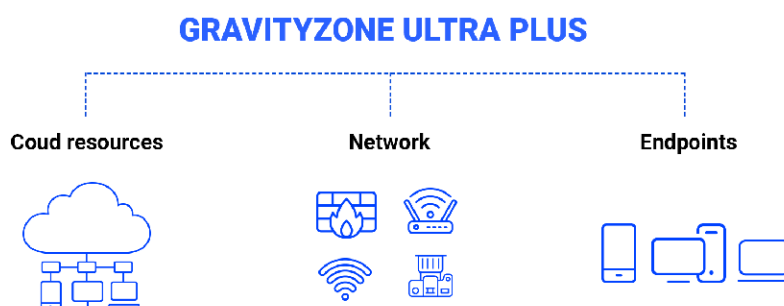 GRAVITYZONE ULTRA PLUS
Coud resources
Network
Endpoints